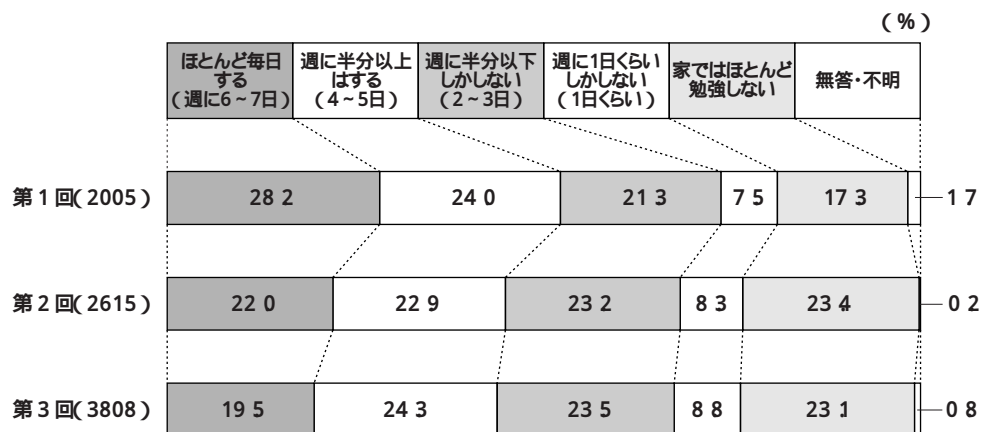 (%)
ほとんど毎日
する
(週に6~7日)
週に半分以上
はする
(4~5日)
週に半分以下
しかしない
(2~3日)
週に1日くらい
しかしない
(1日くらい)
家ではほとんど
勉強しない
無答・不明
第1回(2005) 28.2 24.0 21.3 7.5 17.3 1.7
第2回(2615) 22.0 22.9 23.2 8.3 23.4 0.2
第3回(3808) 19.5 24.3 23.5 8.8 23.1 0.8